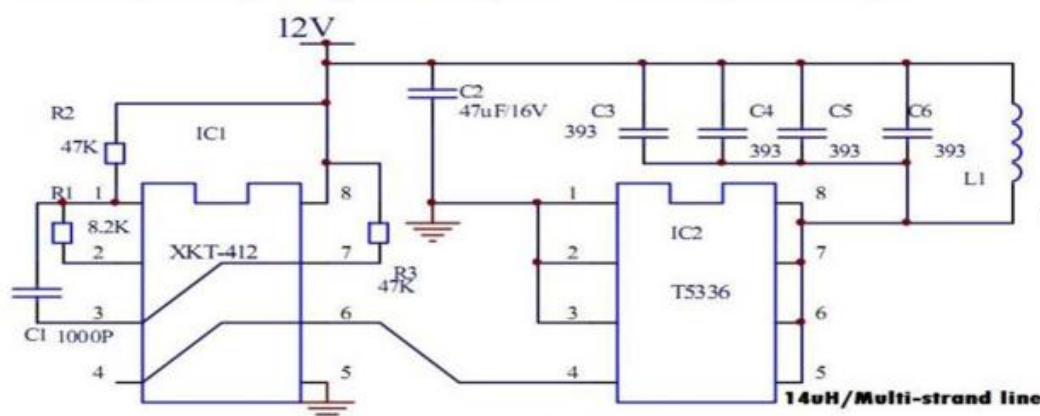 12V
C2
47uF/16V
C3
393
C4
393
C5
393
C6
393
L1
R2
47K
IC1
R1
8.2K
1
2
3
4
8
7
6
5
XKT-412
R3
47K
C1 1000P
1
2
3
4
8
7
6
5
IC2
T5336
14uH/Multi-strand line